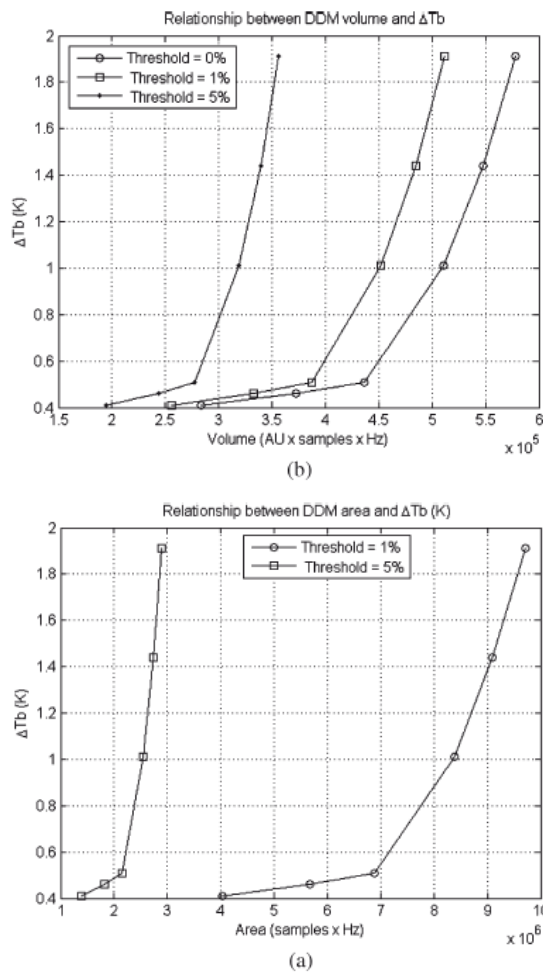 Relationship between DDM volume and ΔTb
2
1.8
1.6
1.4
1.2
1
0.8
0.6
0.4
ΔTb (K)
Threshold = 0%
Threshold = 1%
Threshold = 5%
1.5 2 2.5 3 3.5 4 4.5 5 5.5 6
Volume (AU x samples x Hz)
x 10^5
(b)
Relationship between DDM area and ΔTb (K)
2
1.8
1.6
1.4
1.2
1
0.8
0.6
0.4
ΔTb (K)
Threshold = 1%
Threshold = 5%
1 2 3 4 5 6 7 8 9 10
Area (samples x Hz)
x 10^6
(a)